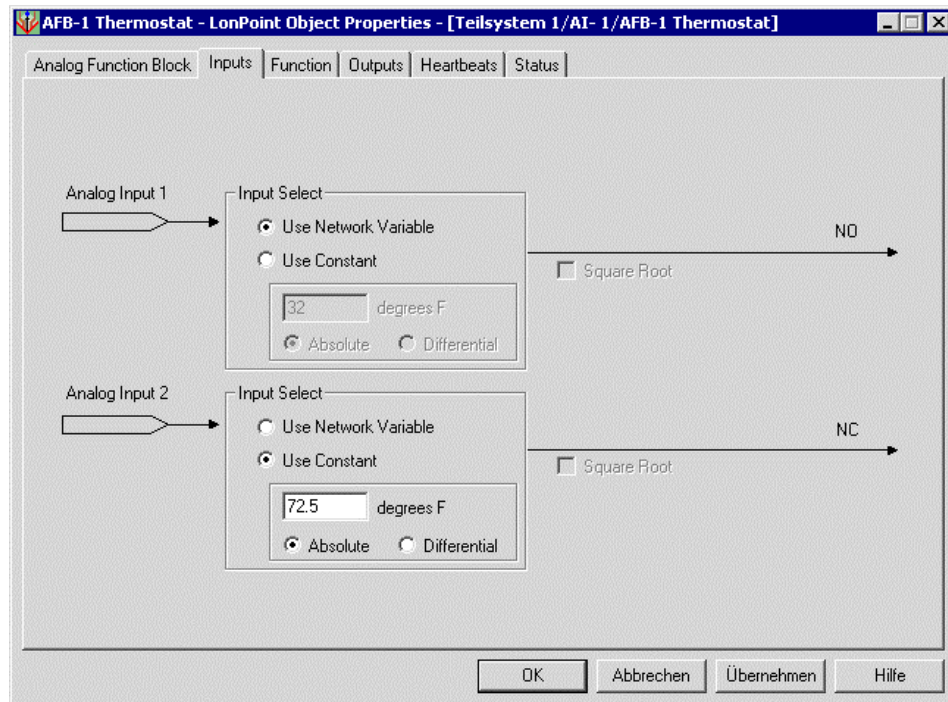 AFB-1 Thermostat - LonPoint Object Properties - [Teilsystem 1/AI- 1/AFB-1 Thermostat]
Analog Function Block Inputs Function Outputs Heartbeats Status
Analog Input 1
Input Select
Use Network Variable
NO
Use Constant
Square Root
32 degrees F
Absolute Differential
Analog Input 2
Input Select
Use Network Variable
NC
Use Constant
Square Root
72.5 degrees F
Absolute Differential
OK Abbrechen Übernehmen Hilfe